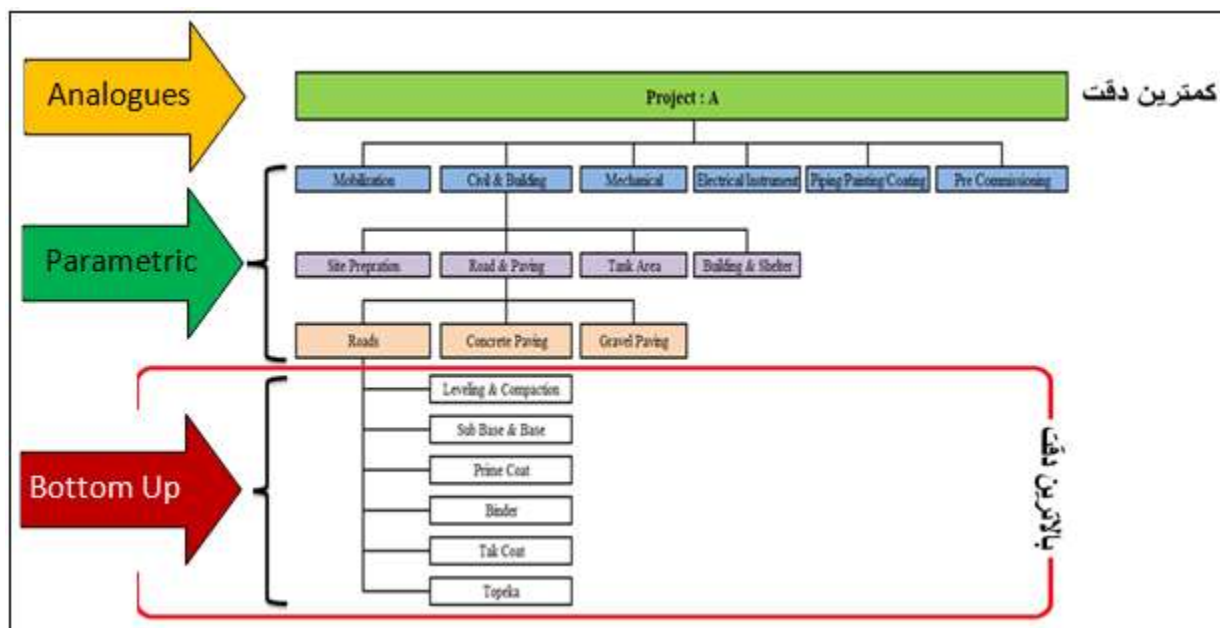 Analogues
Project : A
کمترین دقت
Mobilization
Civil & Building
Mechanical
Electrical Instrument
Piping Painting/Coating
Pre Commissioning
Parametric
Site Prepration
Road & Paving
Tank Area
Building & Shelter
Roads
Concrete Paving
Gravel Paving
Leveling & Compaction
Sub Base & Base
Prime Coat
Bottom Up
Binder
Tak Coat
Topeka
بالاترین دقت